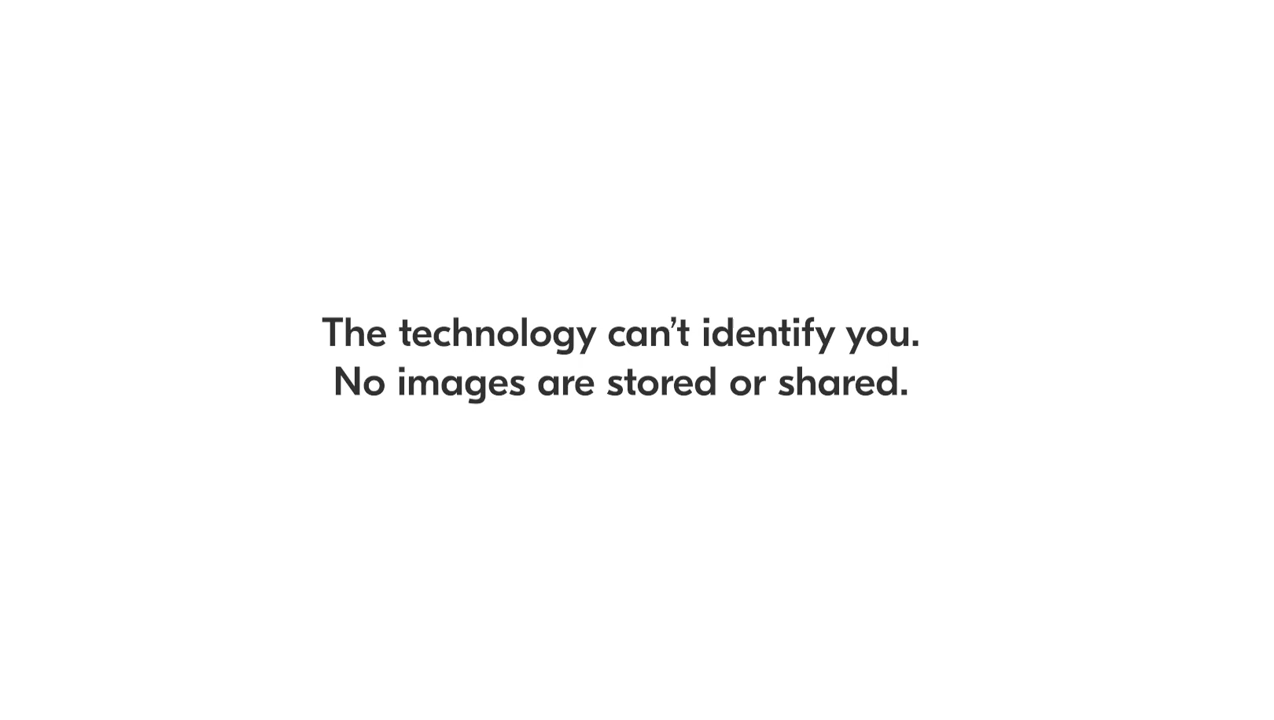 The technology can’t identify you.
No images are stored or shared.